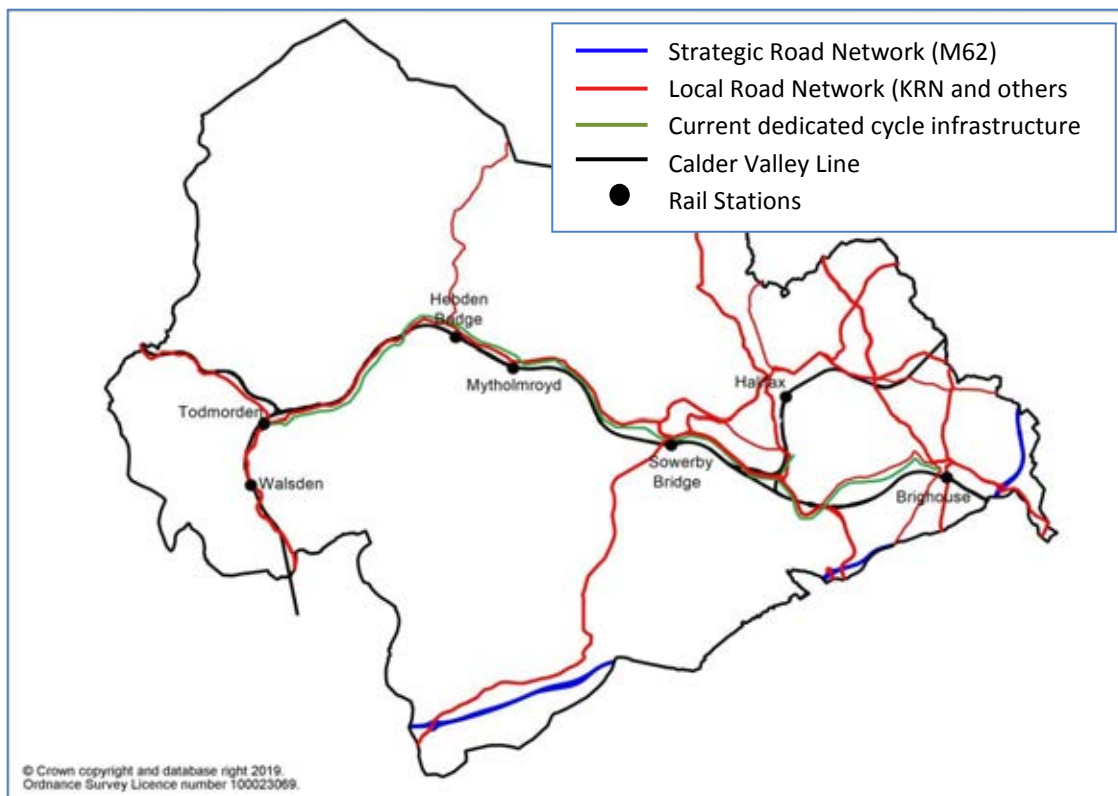 Strategic Road Network (M62)
Local Road Network (KRN and others
Current dedicated cycle infrastructure
Calder Valley Line
Rail Stations
Hebden
Bridge
Mytholmroyd
Halifax
Todmorden
Sowerby
Bridge
Walsden
Brighouse
© Crown copyright and database right 2019.
Ordnance Survey Licence number 100023069.